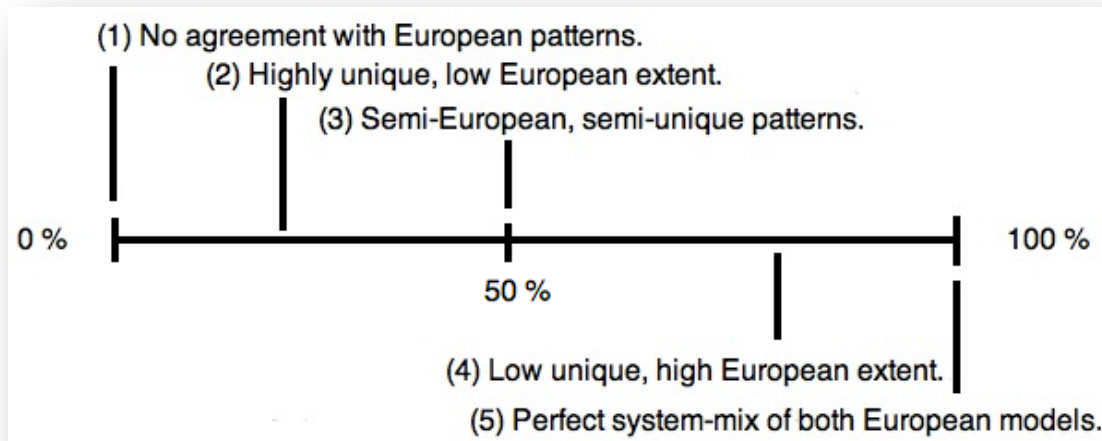 (1) No agreement with European patterns.
(2) Highly unique, low European extent.
(3) Semi-European, semi-unique patterns.
0 %
100 %
50 %
(4) Low unique, high European extent.
(5) Perfect system-mix of both European models.